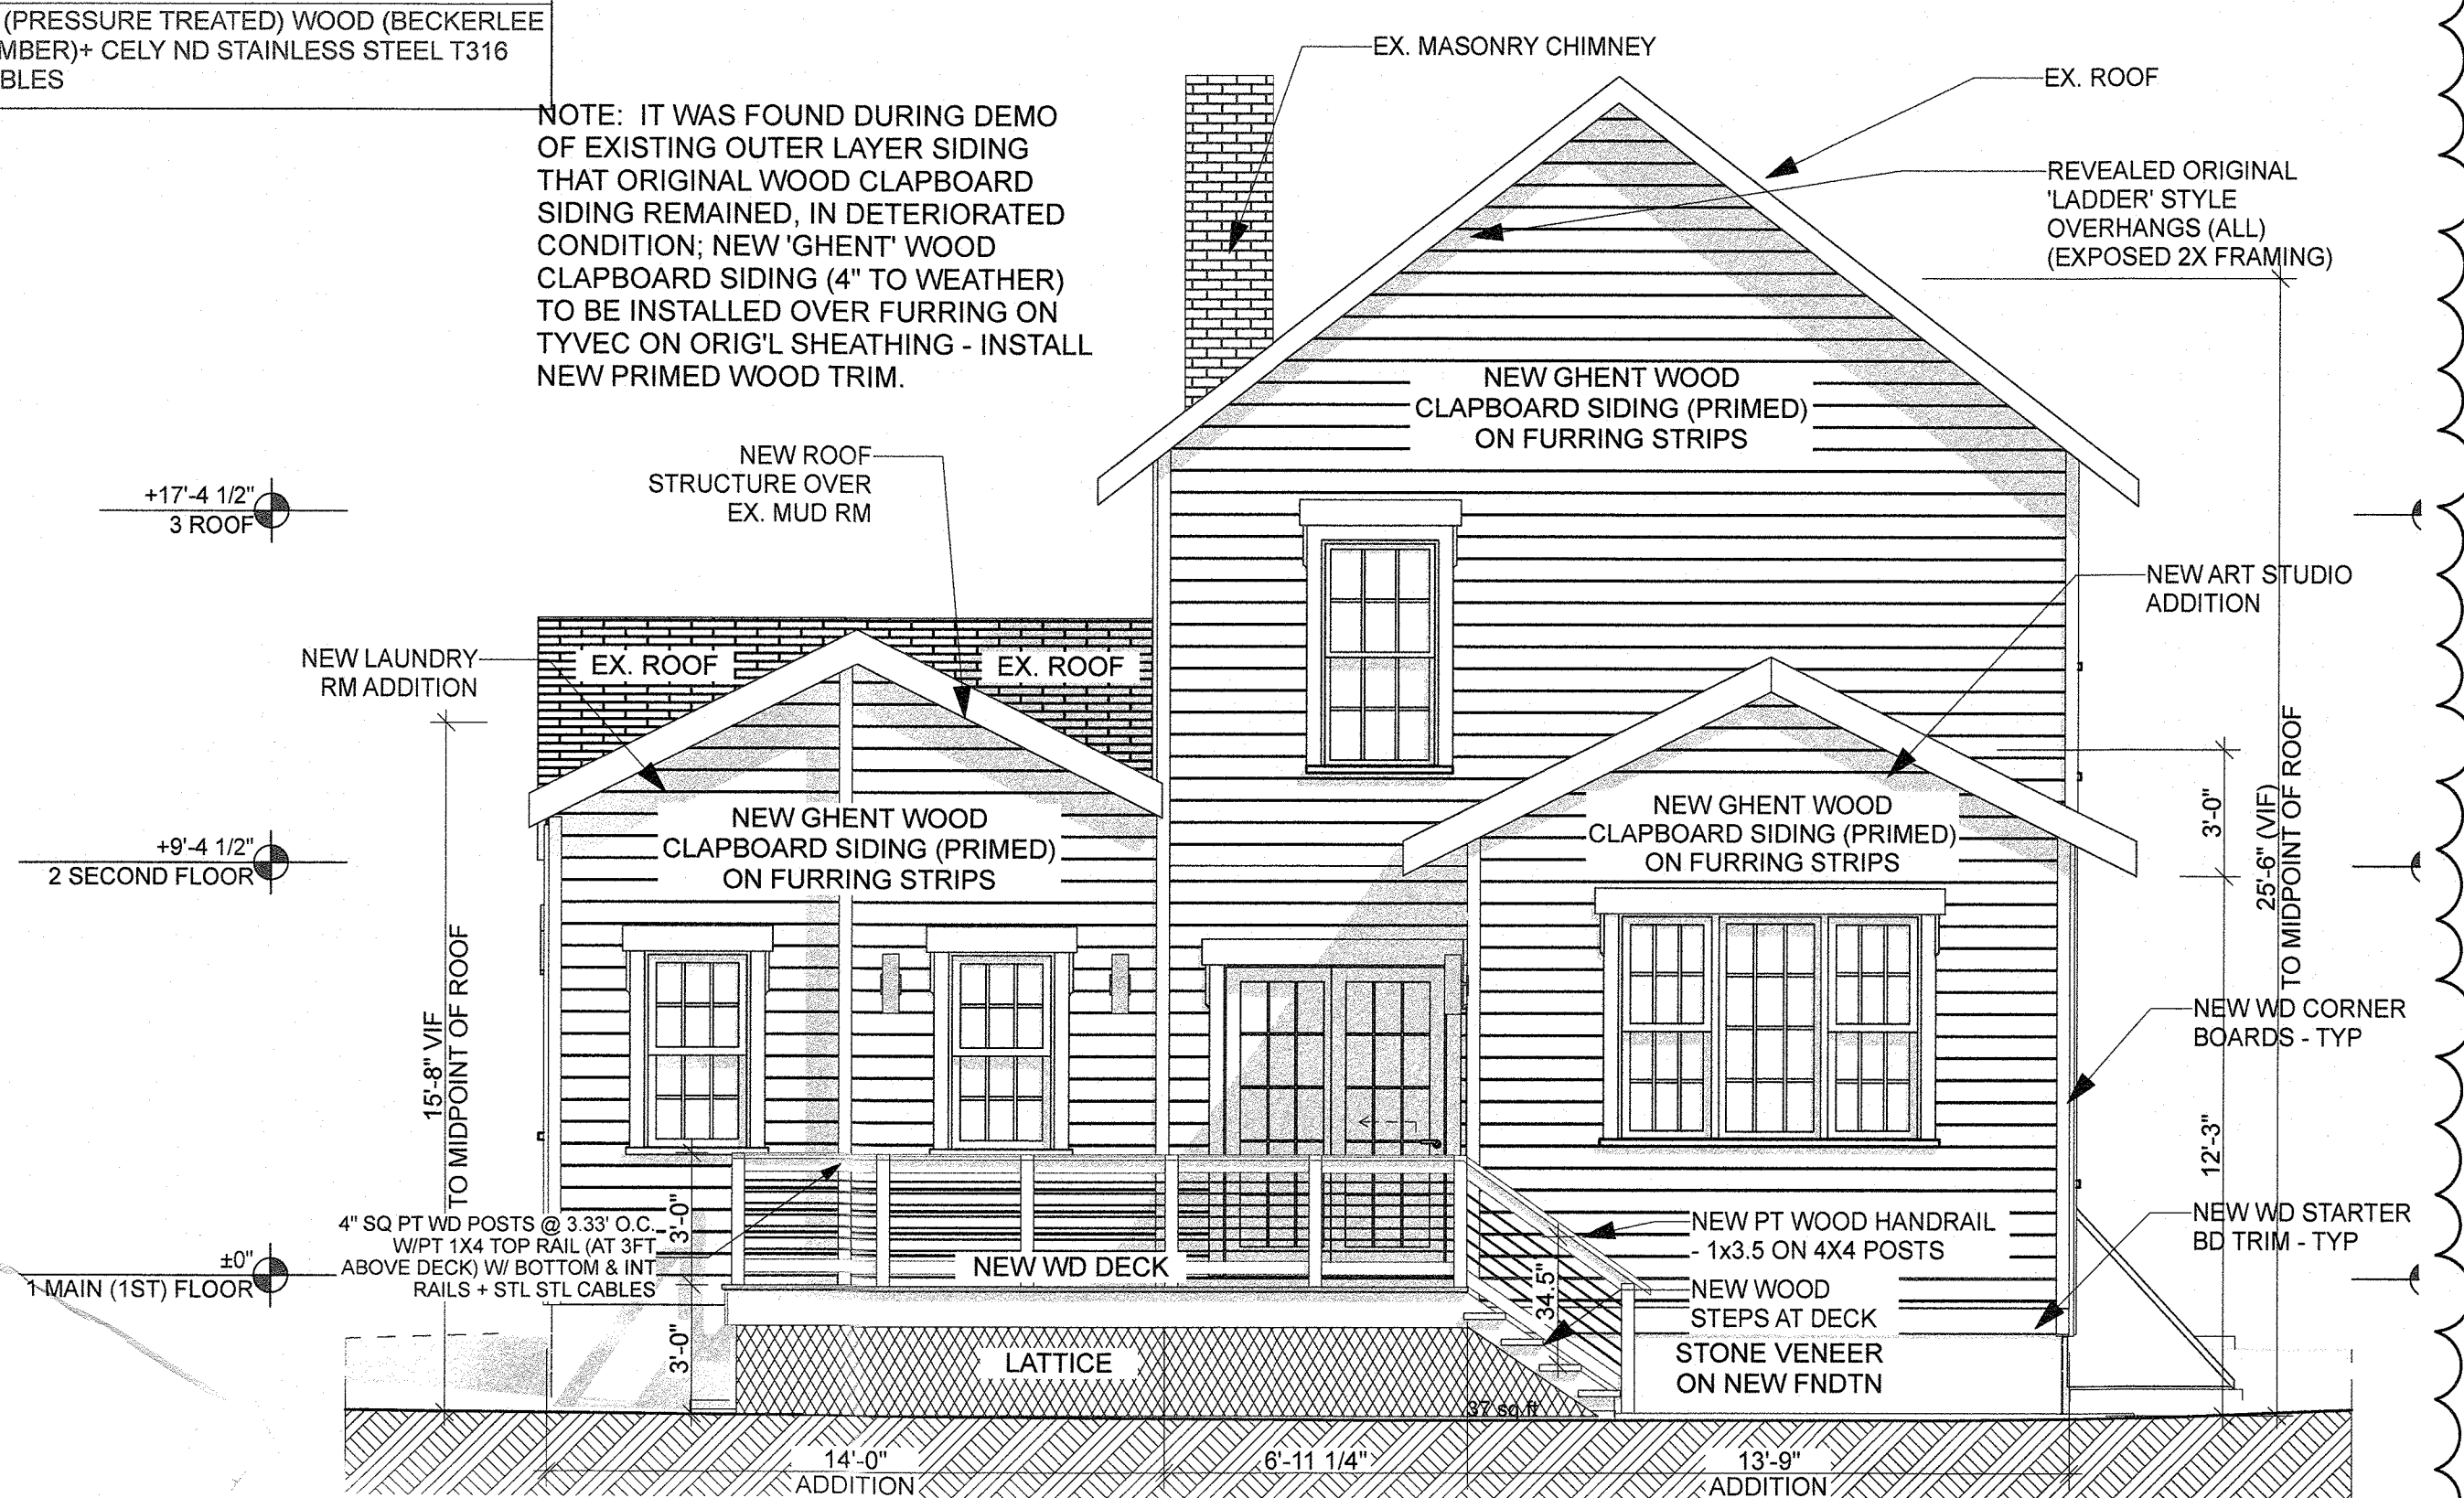 (PRESSURE TREATED) WOOD (BECKERLEE
MBER)+ CELY ND STAINLESS STEEL T316
BLES
NOTE: IT WAS FOUND DURING DEMO
OF EXISTING OUTER LAYER SIDING
THAT ORIGINAL WOOD CLAPBOARD
SIDING REMAINED, IN DETERIORATED
CONDITION; NEW 'GHENT' WOOD
CLAPBOARD SIDING (4" TO WEATHER)
TO BE INSTALLED OVER FURRING ON
TYVEC ON ORIG'L SHEATHING - INSTALL
NEW PRIMED WOOD TRIM.
EX. MASONRY CHIMNEY
EX. ROOF
REVEALED ORIGINAL
'LADDER' STYLE
OVERHANGS (ALL)
(EXPOSED 2X FRAMING)
NEW GHENT WOOD
CLAPBOARD SIDING (PRIMED)
ON FURRING STRIPS
NEW ROOF
STRUCTURE OVER
EX. MUD RM
+17'-4 1/2"
3 ROOF
NEW ART STUDIO
ADDITION
NEW LAUNDRY
RM ADDITION
EX. ROOF
EX. ROOF
NEW GHENT WOOD
CLAPBOARD SIDING (PRIMED)
ON FURRING STRIPS
NEW GHENT WOOD
CLAPBOARD SIDING (PRIMED)
ON FURRING STRIPS
3'-0"
25'-6" (VIF)
TO MIDPOINT OF ROOF
+9'-4 1/2"
2 SECOND FLOOR
15'-8" VIF
TO MIDPOINT OF ROOF
NEW WD CORNER
BOARDS - TYP
12'-3"
4" SQ PT WD POSTS @ 3.33' O.C.
W/PT 1X4 TOP RAIL (AT 3FT
ABOVE DECK) W/ BOTTOM & INT
RAILS + STL STL CABLES
3'-0"
NEW WD DECK
NEW PT WOOD HANDRAIL
- 1x3.5 ON 4X4 POSTS
NEW WD STARTER
BD TRIM - TYP
±0"
1 MAIN (1ST) FLOOR
34.5"
NEW WOOD
STEPS AT DECK
3'-0"
LATTICE
STONE VENEER
ON NEW FNDTN
37 sq ft
14'-0"
ADDITION
6'-11 1/4"
13'-9"
ADDITION